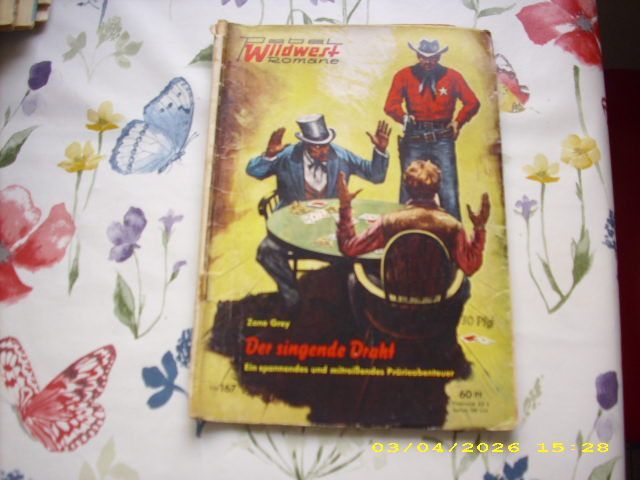 Pabel
Wildwest
Romane
Zane Grey
30 Pfg
Der singende Draht
Ein spannendes und mitreißendes Prärieabenteuer
167
60 Pf
03/04/2026 15:28